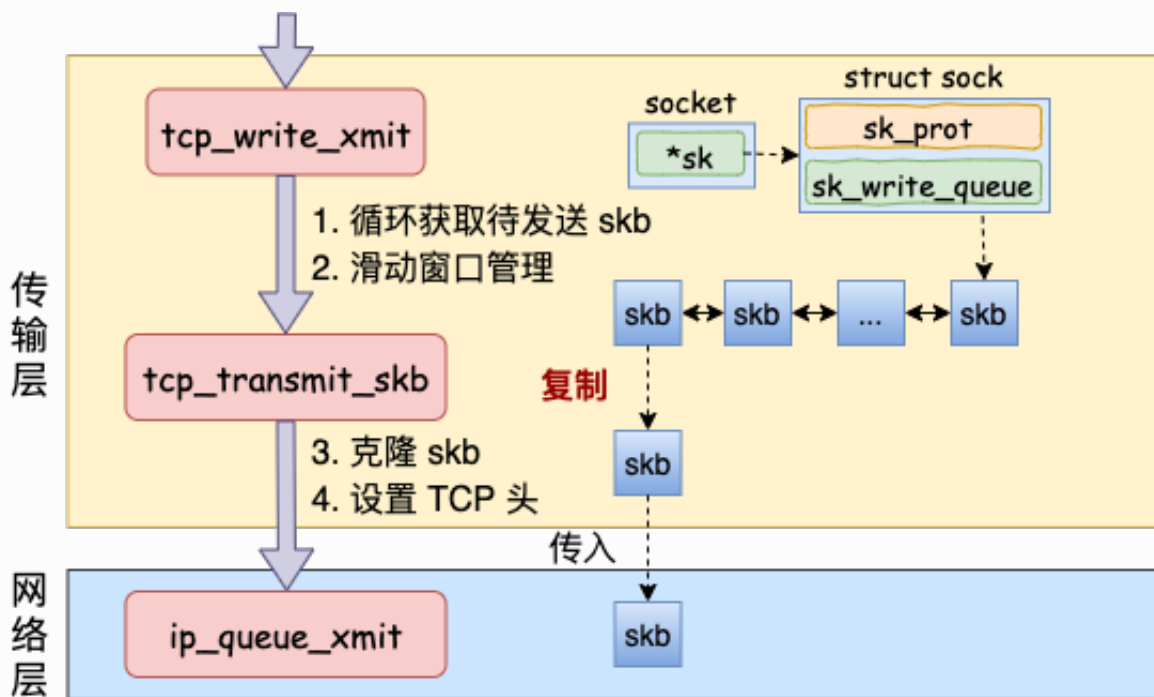 传输层
tcp_write_xmit
1. 循环获取待发送 skb
2. 滑动窗口管理
tcp_transmit_skb
3. 克隆 skb
4. 设置 TCP 头
socket
*sk
struct sock
sk_prot
sk_write_queue
skb
skb
...
skb
复制
skb
传入
网络层
ip_queue_xmit
skb